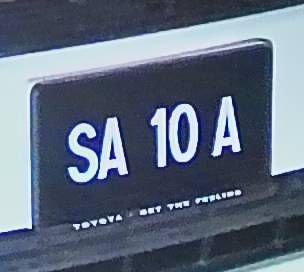 SA 10 A
TOYOTA - GET THE FEELING